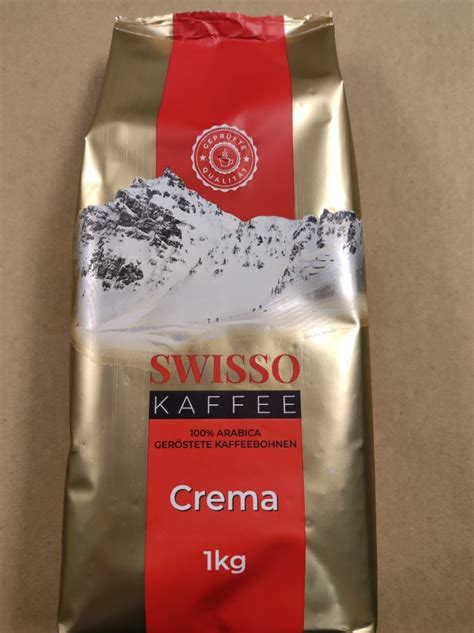 GEPRÜFTE
QUALITÄT
SWISSO
KAFFEE
100% ARABICA
GERÖSTETE KAFFEEBOHNEN
Crema
1kg